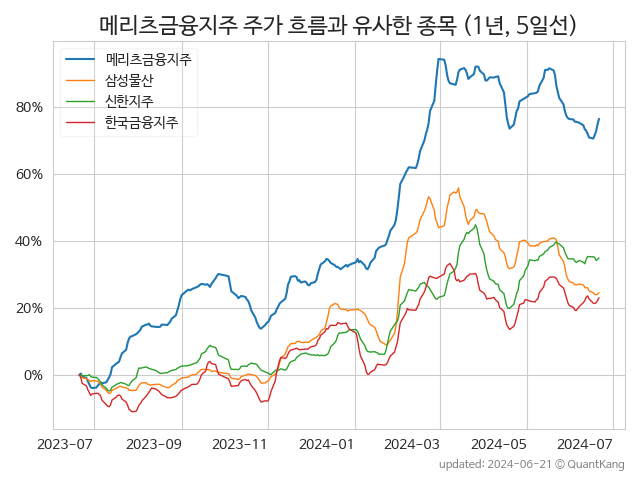 메리츠금융지주 주가 흐름과 유사한 종목 (1년, 5일선)
메리츠금융지주
삼성물산
신한지주
한국금융지주
80%
60%
40%
20%
0%
2023-07 2023-09 2023-11 2024-01 2024-03 2024-05 2024-07
updated: 2024-06-21 © QuantKang